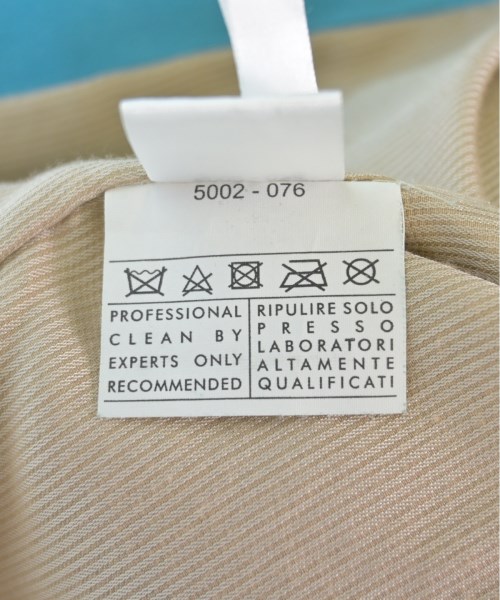 5002 - 076
PROFESSIONAL
CLEAN BY
EXPERTS ONLY
RECOMMENDED
RIPULIRE SOLO
PRESSO
LABORATORI
ALTAMENTE
QUALIFICATI